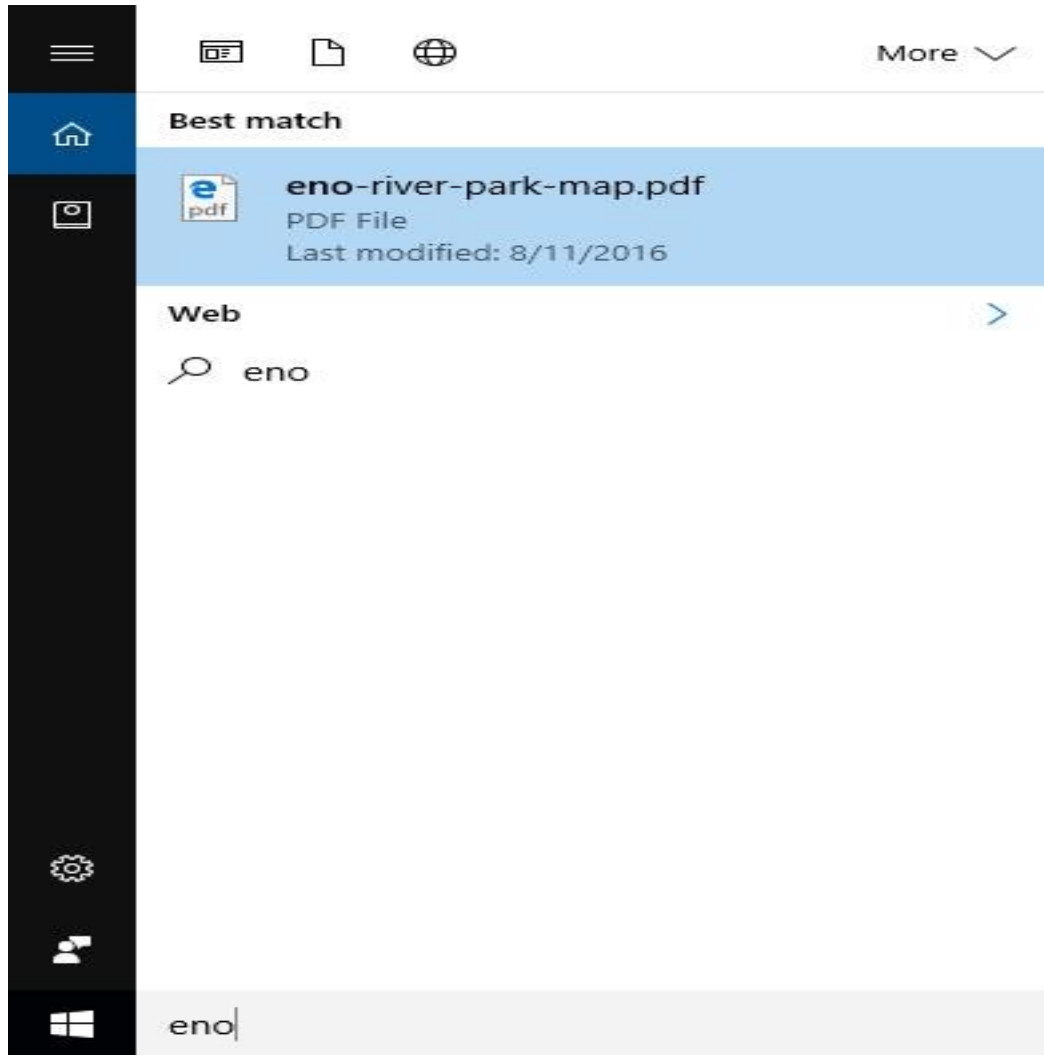 More
Best match
eno-river-park-map.pdf
pdf
PDF File
Last modified: 8/11/2016
Web
eno
eno